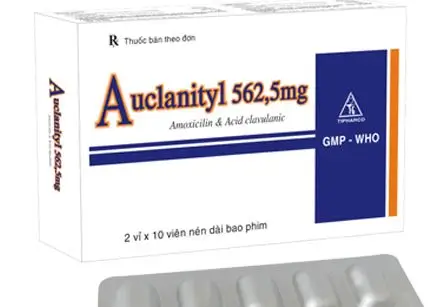 Rx Thuốc bán theo đơn
Auclanityl 562,5mg
Amoxicilin & Acid clavulanic
TIPHARCO
GMP - WHO
2 vỉ x 10 viên nén dài bao phim
Auclanityl 562,5mg